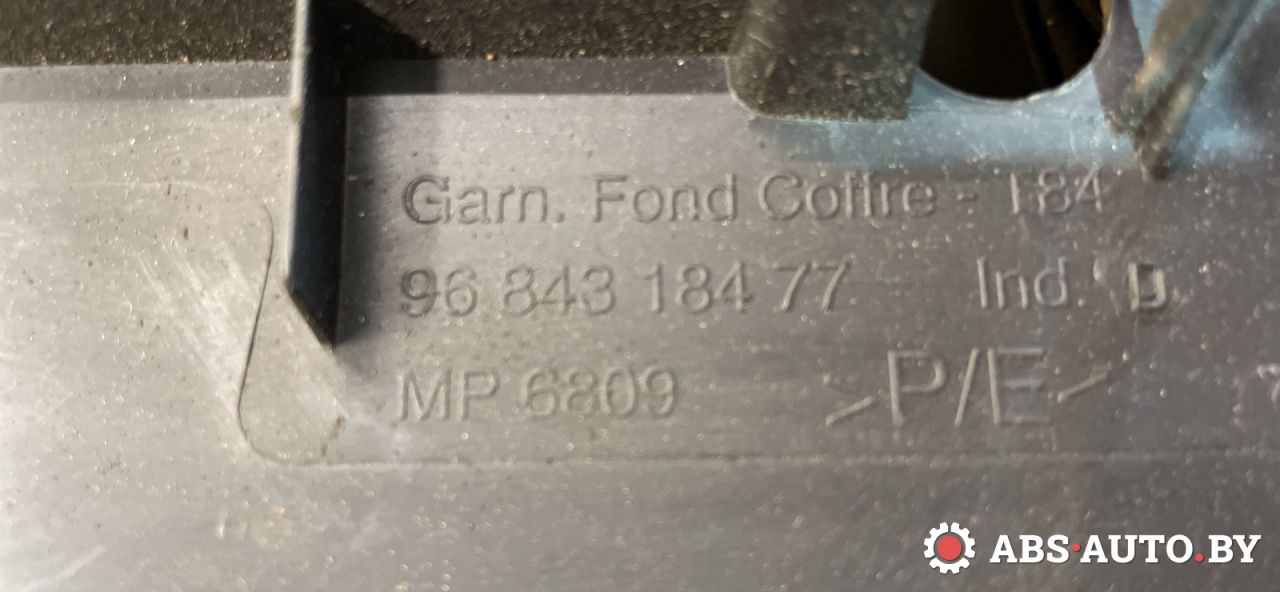 Garn. Fond Coffre - T84
96 843 184 77 Ind. D
MP 6809 >P/E<
ABS·AUTO.BY